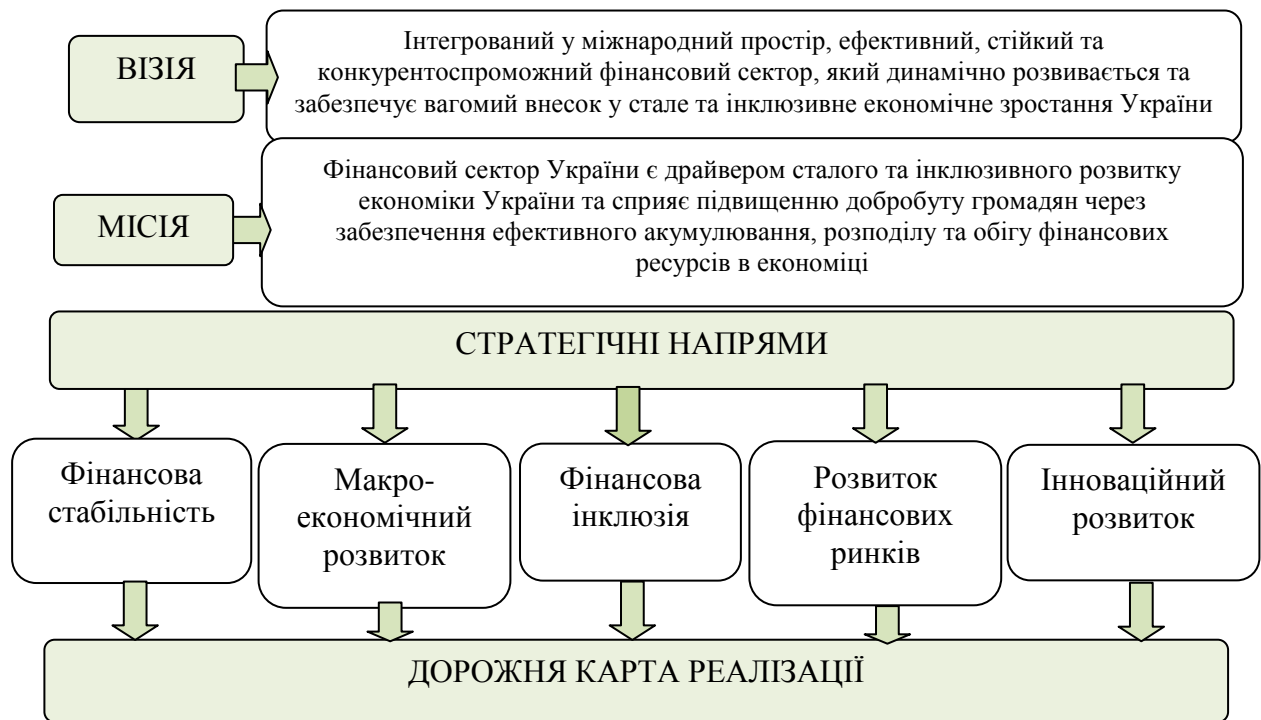 ВІЗІЯ
Інтегрований у міжнародний простір, ефективний, стійкий та
конкурентоспроможний фінансовий сектор, який динамічно розвивається та
забезпечує вагомий внесок у стале та інклюзивне економічне зростання України
МІСІЯ
Фінансовий сектор України є драйвером сталого та інклюзивного розвитку
економіки України та сприяє підвищенню добробуту громадян через
забезпечення ефективного акумулювання, розподілу та обігу фінансових
ресурсів в економіці
СТРАТЕГІЧНІ НАПРЯМИ
Фінансова
стабільність
Макро-
економічний
розвиток
Фінансова
інклюзія
Розвиток
фінансових
ринків
Інноваційний
розвиток
ДОРОЖНЯ КАРТА РЕАЛІЗАЦІЇ